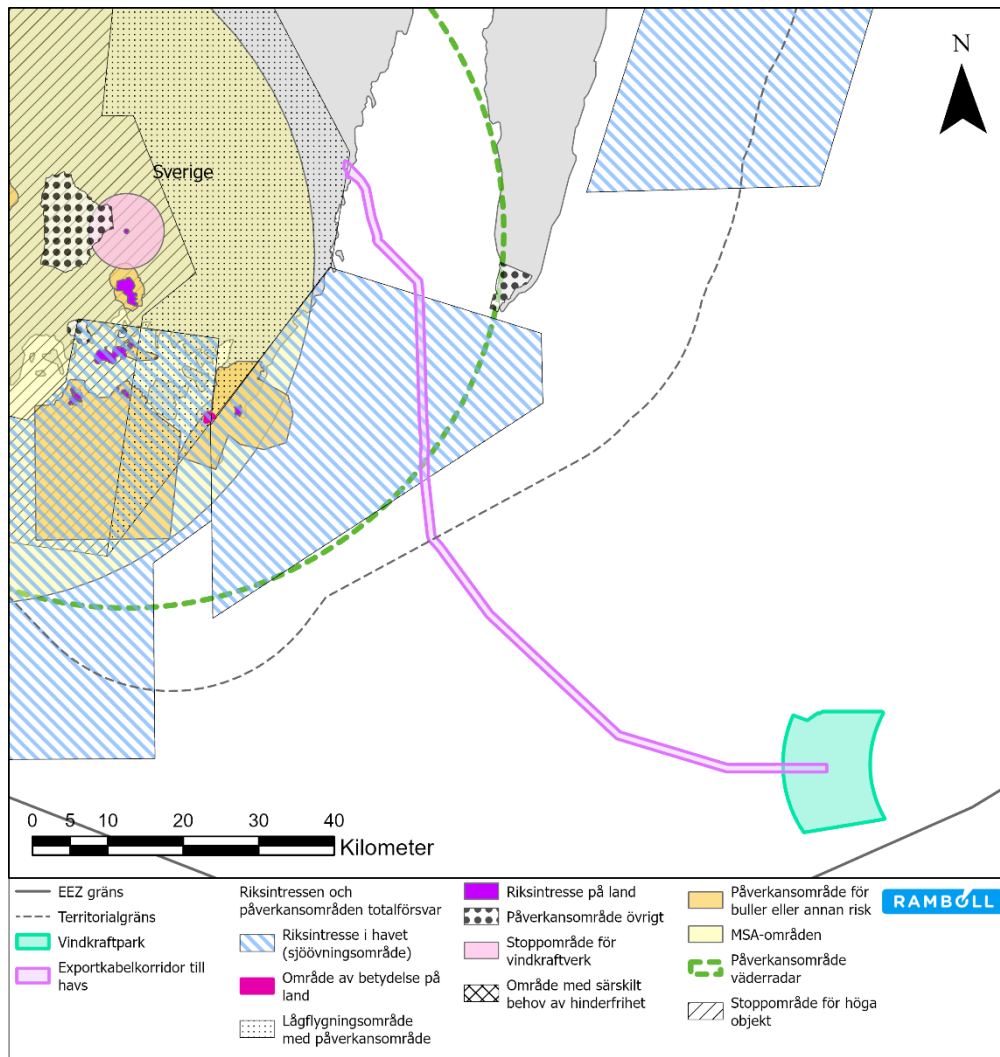 N
Sverige
0 5 10 20 30 40
Kilometer
EEZ gräns
Territorialgräns
Vindkraftpark
Exportkabelkorridor till
havs
Riksintressen och
påverkansområden totalförsvar
Riksintresse i havet
(sjöövningsområde)
Område av betydelse på
land
Lågflygningsområde
med påverkansområde
Riksintresse på land
Påverkansområde övrigt
Stoppområde för
vindkraftverk
Område med särskilt
behov av hinderfrihet
Påverkansområde för
buller eller annan risk
MSA-områden
Påverkansområde
väderradar
Stoppområde för höga
objekt
RAMBOLL